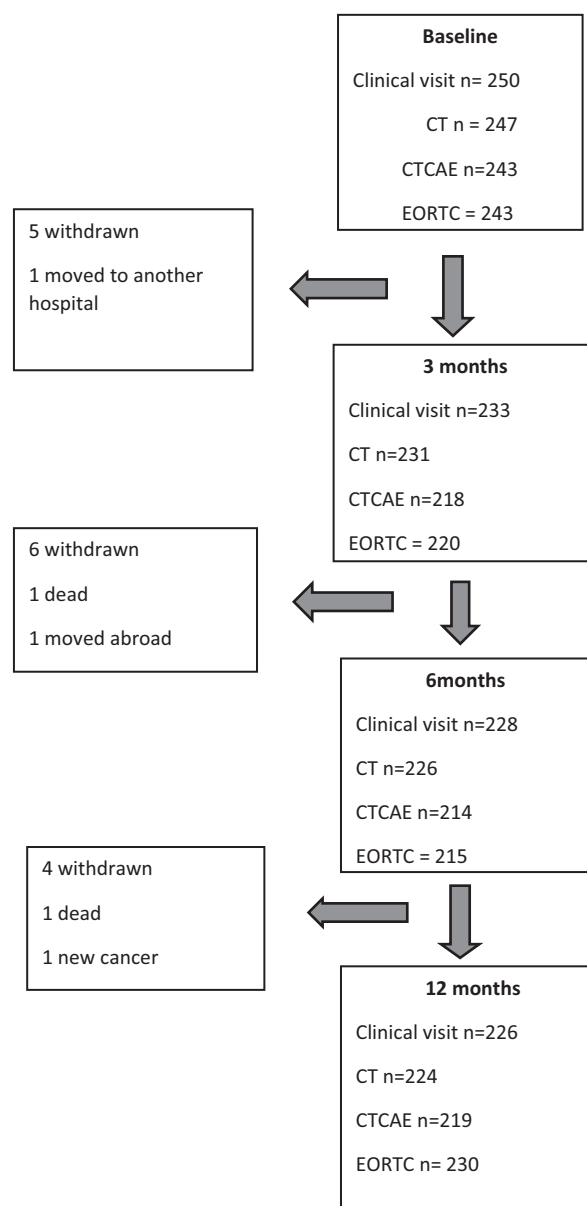 Baseline
Clinical visit n= 250
CT n = 247
CTCAE n=243
EORTC = 243
5 withdrawn
1 moved to another
hospital
3 months
Clinical visit n=233
CT n=231
CTCAE n=218
EORTC = 220
6 withdrawn
1 dead
1 moved abroad
6months
Clinical visit n=228
CT n=226
CTCAE n=214
EORTC = 215
4 withdrawn
1 dead
1 new cancer
12 months
Clinical visit n=226
CT n=224
CTCAE n=219
EORTC n= 230